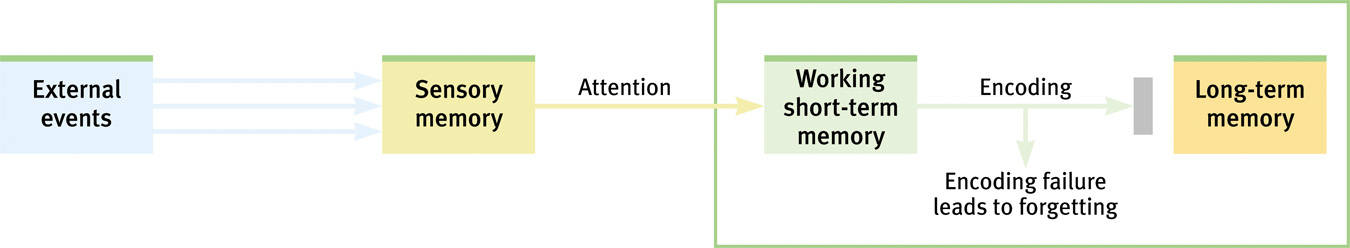 External
events
Sensory
memory
Attention
Working
short-term
memory
Encoding
Encoding failure
leads to forgetting
Long-term
memory